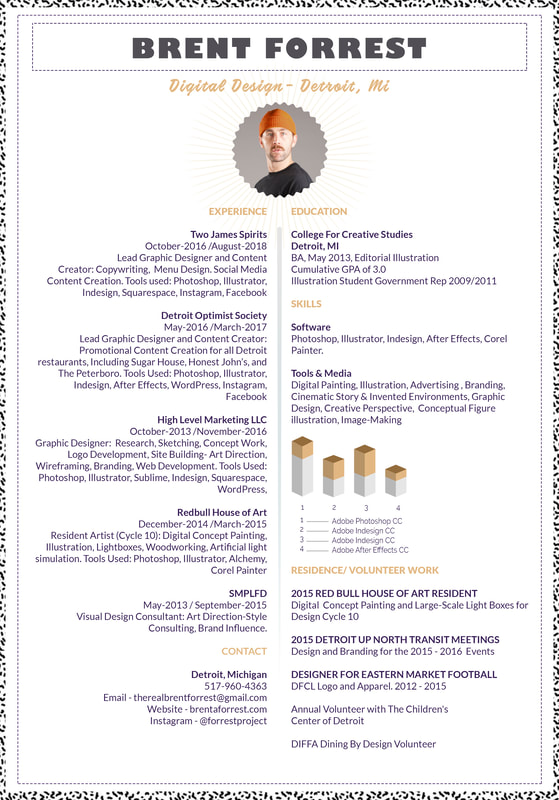 BRENT FORREST
Digital Design - Detroit, Mi
EXPERIENCE
Two James Spirits
October-2016 /August-2018
Lead Graphic Designer and Content
Creator: Copywriting, Menu Design. Social Media
Content Creation. Tools used: Photoshop, Illustrator,
Indesign, Squarespace, Instagram, Facebook
Detroit Optimist Society
May-2016 /March-2017
Lead Graphic Designer and Content Creator:
Promotional Content Creation for all Detroit
restaurants, Including Sugar House, Honest John's, and
The Peterboro. Tools Used: Photoshop, Illustrator,
Indesign, After Effects, WordPress, Instagram,
Facebook
High Level Marketing LLC
October-2013 /November-2016
Graphic Designer: Research, Sketching, Concept Work,
Logo Development, Site Building- Art Direction,
Wireframing, Branding, Web Development. Tools Used:
Photoshop, Illustrator, Sublime, Indesign, Squarespace,
WordPress,
Redbull House of Art
December-2014 /March-2015
Resident Artist (Cycle 10): Digital Concept Painting,
Illustration, Lightboxes, Woodworking, Artificial light
simulation. Tools Used: Photoshop, Illustrator, Alchemy,
Corel Painter
SMPLFD
May-2013 / September-2015
Visual Design Consultant: Art Direction-Style
Consulting, Brand Influence.
CONTACT
Detroit, Michigan
517-960-4363
Email - therealbrentforrest@gmail.com
Website - brentaforrest.com
Instagram - @forrestproject
EDUCATION
College For Creative Studies
Detroit, MI
BA, May 2013, Editorial Illustration
Cumulative GPA of 3.0
Illustration Student Government Rep 2009/2011
SKILLS
Software
Photoshop, Illustrator, Indesign, After Effects, Corel
Painter.
Tools & Media
Digital Painting, Illustration, Advertising , Branding,
Cinematic Story & Invented Environments, Graphic
Design, Creative Perspective, Conceptual Figure
illustration, Image-Making
1 2 3 4
1 Adobe Photoshop CC
2 Adobe Indesign CC
3 Adobe Indesign CC
4 Adobe After Effects CC
RESIDENCE/ VOLUNTEER WORK
2015 RED BULL HOUSE OF ART RESIDENT
Digital Concept Painting and Large-Scale Light Boxes for
Design Cycle 10
2015 DETROIT UP NORTH TRANSIT MEETINGS
Design and Branding for the 2015 - 2016 Events
DESIGNER FOR EASTERN MARKET FOOTBALL
DFCL Logo and Apparel. 2012 - 2015
Annual Volunteer with The Children's
Center of Detroit
DIFFA Dining By Design Volunteer